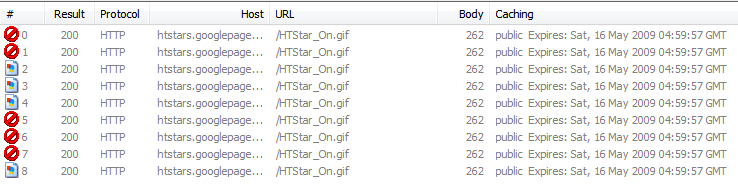 # Result Protocol Host URL Body Caching
0 200 HTTP htstars.googlepage... /HTStar_On.gif 262 public Expires: Sat, 16 May 2009 04:59:57 GMT
1 200 HTTP htstars.googlepage... /HTStar_On.gif 262 public Expires: Sat, 16 May 2009 04:59:57 GMT
2 200 HTTP htstars.googlepage... /HTStar_On.gif 262 public Expires: Sat, 16 May 2009 04:59:57 GMT
3 200 HTTP htstars.googlepage... /HTStar_On.gif 262 public Expires: Sat, 16 May 2009 04:59:57 GMT
4 200 HTTP htstars.googlepage... /HTStar_On.gif 262 public Expires: Sat, 16 May 2009 04:59:57 GMT
5 200 HTTP htstars.googlepage... /HTStar_On.gif 262 public Expires: Sat, 16 May 2009 04:59:57 GMT
6 200 HTTP htstars.googlepage... /HTStar_On.gif 262 public Expires: Sat, 16 May 2009 04:59:57 GMT
7 200 HTTP htstars.googlepage... /HTStar_On.gif 262 public Expires: Sat, 16 May 2009 04:59:57 GMT
8 200 HTTP htstars.googlepage... /HTStar_On.gif 262 public Expires: Sat, 16 May 2009 04:59:57 GMT